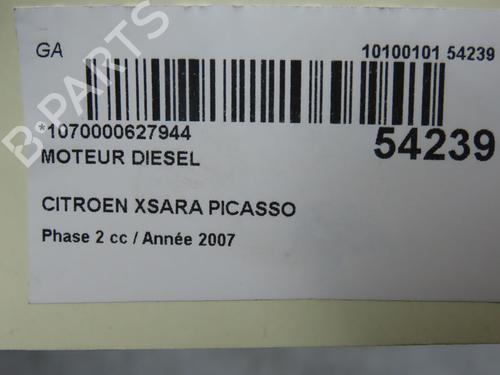 GA 10100101 54239
*1070000627944 54239
MOTEUR DIESEL
CITROEN XSARA PICASSO
Phase 2 cc / Année 2007
B-PARTS